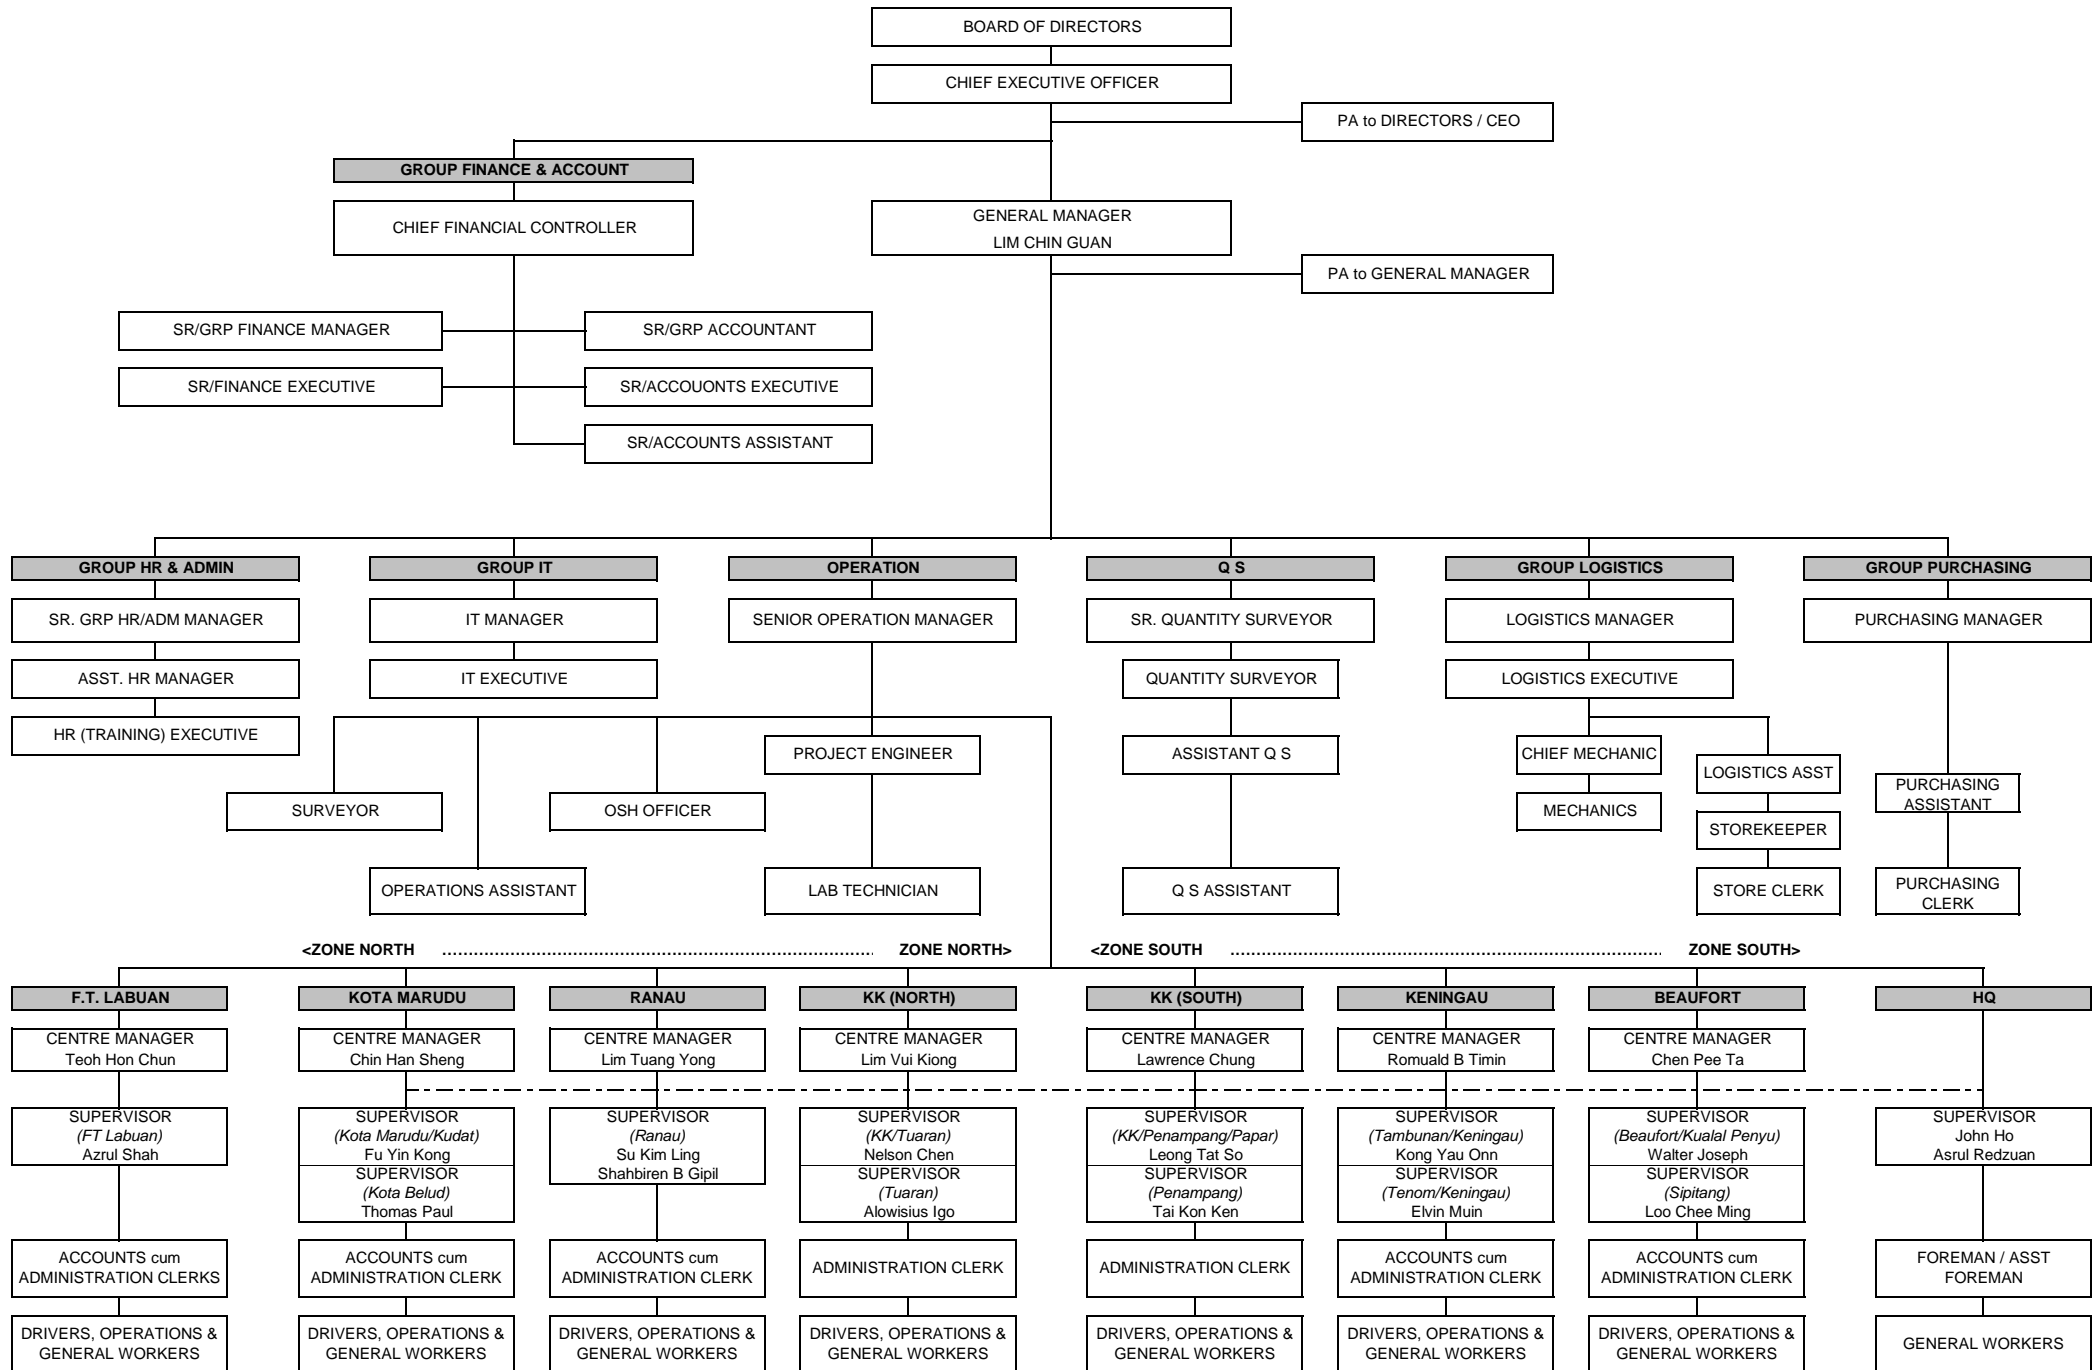 BOARD OF DIRECTORS
CHIEF EXECUTIVE OFFICER
PA to DIRECTORS / CEO
GROUP FINANCE & ACCOUNT
CHIEF FINANCIAL CONTROLLER
GENERAL MANAGER
LIM CHIN GUAN
PA to GENERAL MANAGER
SR/GRP FINANCE MANAGER
SR/GRP ACCOUNTANT
SR/FINANCE EXECUTIVE
SR/ACCOUONTS EXECUTIVE
SR/ACCOUNTS ASSISTANT
GROUP HR & ADMIN
SR. GRP HR/ADM MANAGER
ASST. HR MANAGER
HR (TRAINING) EXECUTIVE
GROUP IT
IT MANAGER
IT EXECUTIVE
OPERATION
SENIOR OPERATION MANAGER
SURVEYOR
OPERATIONS ASSISTANT
OSH OFFICER
PROJECT ENGINEER
LAB TECHNICIAN
Q S
SR. QUANTITY SURVEYOR
QUANTITY SURVEYOR
ASSISTANT Q S
Q S ASSISTANT
GROUP LOGISTICS
LOGISTICS MANAGER
LOGISTICS EXECUTIVE
CHIEF MECHANIC
MECHANICS
LOGISTICS ASST
STOREKEEPER
STORE CLERK
GROUP PURCHASING
PURCHASING MANAGER
PURCHASING
ASSISTANT
PURCHASING
CLERK
<ZONE NORTH ................................................................................... ZONE NORTH>
<ZONE SOUTH ................................................................................... ZONE SOUTH>
F.T. LABUAN
CENTRE MANAGER
Teoh Hon Chun
SUPERVISOR
(FT Labuan)
Azrul Shah
ACCOUNTS cum
ADMINISTRATION CLERKS
DRIVERS, OPERATIONS &
GENERAL WORKERS
KOTA MARUDU
CENTRE MANAGER
Chin Han Sheng
SUPERVISOR
(Kota Marudu/Kudat)
Fu Yin Kong
SUPERVISOR
(Kota Belud)
Thomas Paul
ACCOUNTS cum
ADMINISTRATION CLERK
DRIVERS, OPERATIONS &
GENERAL WORKERS
RANAU
CENTRE MANAGER
Lim Tuang Yong
SUPERVISOR
(Ranau)
Su Kim Ling
Shahbiren B Gipil
ACCOUNTS cum
ADMINISTRATION CLERK
DRIVERS, OPERATIONS &
GENERAL WORKERS
KK (NORTH)
CENTRE MANAGER
Lim Vui Kiong
SUPERVISOR
(KK/Tuaran)
Nelson Chen
SUPERVISOR
(Tuaran)
Alowisius Igo
ADMINISTRATION CLERK
DRIVERS, OPERATIONS &
GENERAL WORKERS
KK (SOUTH)
CENTRE MANAGER
Lawrence Chung
SUPERVISOR
(KK/Penampang/Papar)
Leong Tat So
SUPERVISOR
(Penampang)
Tai Kon Ken
ADMINISTRATION CLERK
DRIVERS, OPERATIONS &
GENERAL WORKERS
KENINGAU
CENTRE MANAGER
Romuald B Timin
SUPERVISOR
(Tambunan/Keningau)
Kong Yau Onn
SUPERVISOR
(Tenom/Keningau)
Elvin Muin
ACCOUNTS cum
ADMINISTRATION CLERK
DRIVERS, OPERATIONS &
GENERAL WORKERS
BEAUFORT
CENTRE MANAGER
Chen Pee Ta
SUPERVISOR
(Beaufort/Kualal Penyu)
Walter Joseph
SUPERVISOR
(Sipitang)
Loo Chee Ming
ACCOUNTS cum
ADMINISTRATION CLERK
DRIVERS, OPERATIONS &
GENERAL WORKERS
HQ
SUPERVISOR
John Ho
Asrul Redzuan
FOREMAN / ASST
FOREMAN
GENERAL WORKERS